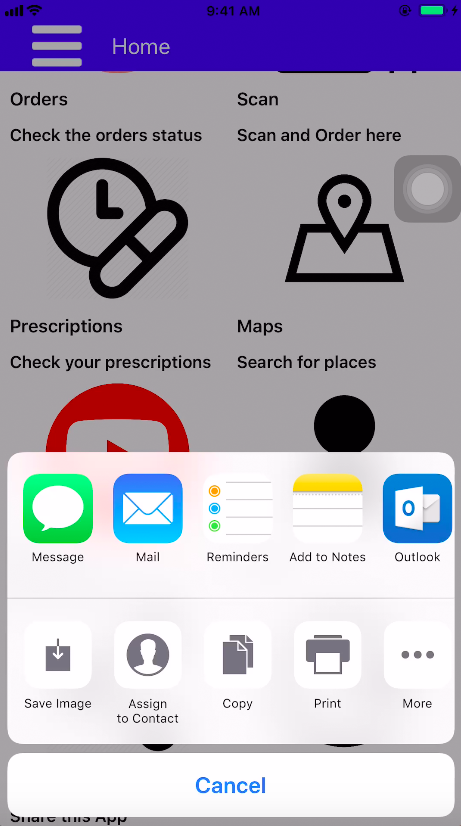 9:41 AM
Home
Orders
Scan
Check the orders status
Scan and Order here
Prescriptions
Maps
Check your prescriptions
Search for places
Message
Mail
Reminders
Add to Notes
Outlook
Save Image
Assign
to Contact
Copy
Print
More
Cancel
Share this App